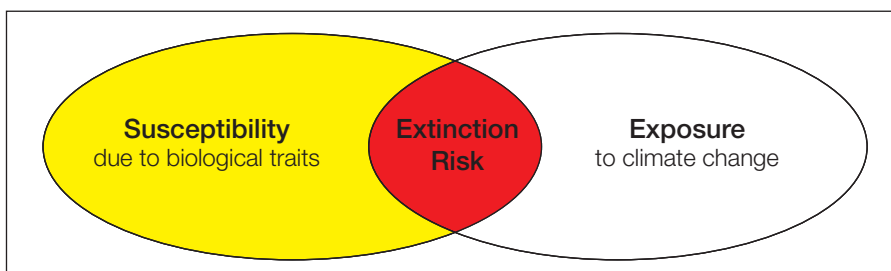 Susceptibility
due to biological traits
Extinction
Risk
Exposure
to climate change